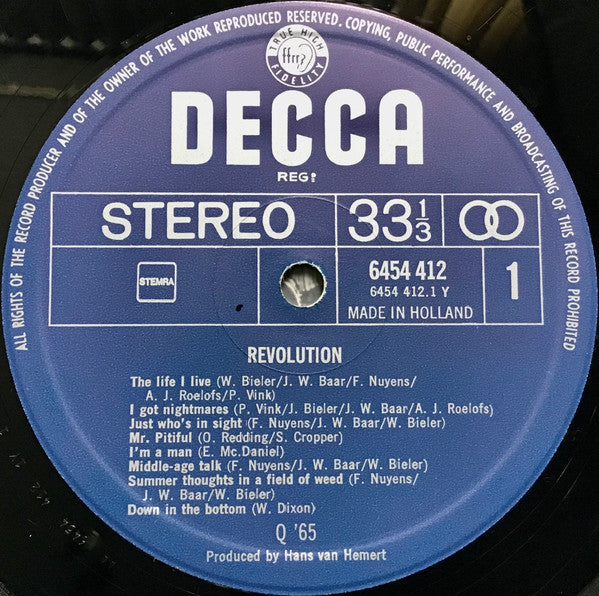 ALL RIGHTS OF THE RECORD PRODUCER AND OF THE OWNER OF THE WORK REPRODUCED RESERVED. COPYING, PUBLIC PERFORMANCE AND BROADCASTING OF THIS RECORD PROHIBITED
TRUE HIGH
ffrr
FIDELITY
DECCA
REGD
STEREO
33 1/3
STEMRA
6454 412
6454 412.1 Y
MADE IN HOLLAND
1
REVOLUTION
The life I live (W. Bieler/J. W. Baar/F. Nuyens/
A. J. Roelofs/P. Vink)
I got nightmares (P. Vink/J. Bieler/J. W. Baar/A. J. Roelofs)
Just who's in sight (F. Nuyens/J. W. Baar/W. Bieler)
Mr. Pitiful (O. Redding/S. Cropper)
I'm a man (E. Mc.Daniel)
Middle-age talk (F. Nuyens/J. W. Baar/W. Bieler)
Summer thoughts in a field of weed (F. Nuyens/
J. W. Baar/W. Bieler)
Down in the bottom (W. Dixon)
Q '65
Produced by Hans van Hemert